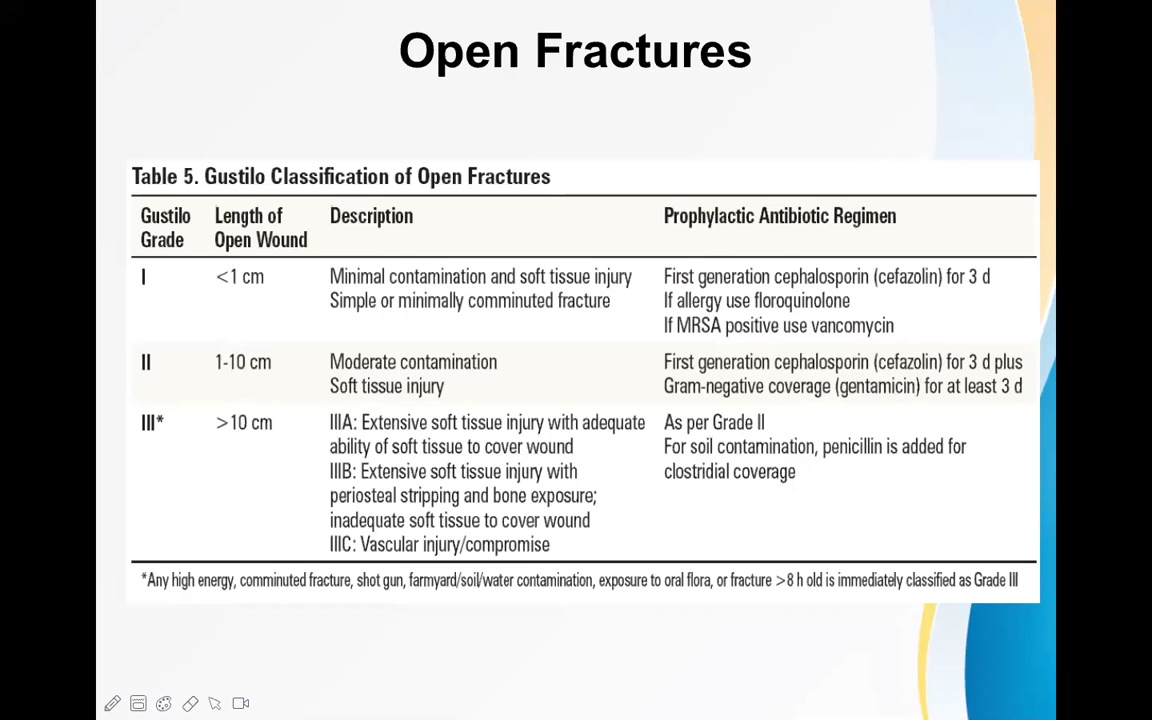 Open Fractures
Table 5. Gustilo Classification of Open Fractures
Gustilo Grade
Length of Open Wound
Description
Prophylactic Antibiotic Regimen
I
<1 cm
Minimal contamination and soft tissue injury
Simple or minimally comminuted fracture
First generation cephalosporin (cefazolin) for 3 d
If allergy use floroquinolone
If MRSA positive use vancomycin
II
1-10 cm
Moderate contamination
Soft tissue injury
First generation cephalosporin (cefazolin) for 3 d plus
Gram-negative coverage (gentamicin) for at least 3 d
III*
>10 cm
IIIA: Extensive soft tissue injury with adequate
ability of soft tissue to cover wound
IIIB: Extensive soft tissue injury with
periosteal stripping and bone exposure;
inadequate soft tissue to cover wound
IIIC: Vascular injury/compromise
As per Grade II
For soil contamination, penicillin is added for
clostridial coverage
*Any high energy, comminuted fracture, shot gun, farmyard/soil/water contamination, exposure to oral flora, or fracture >8 h old is immediately classified as Grade III